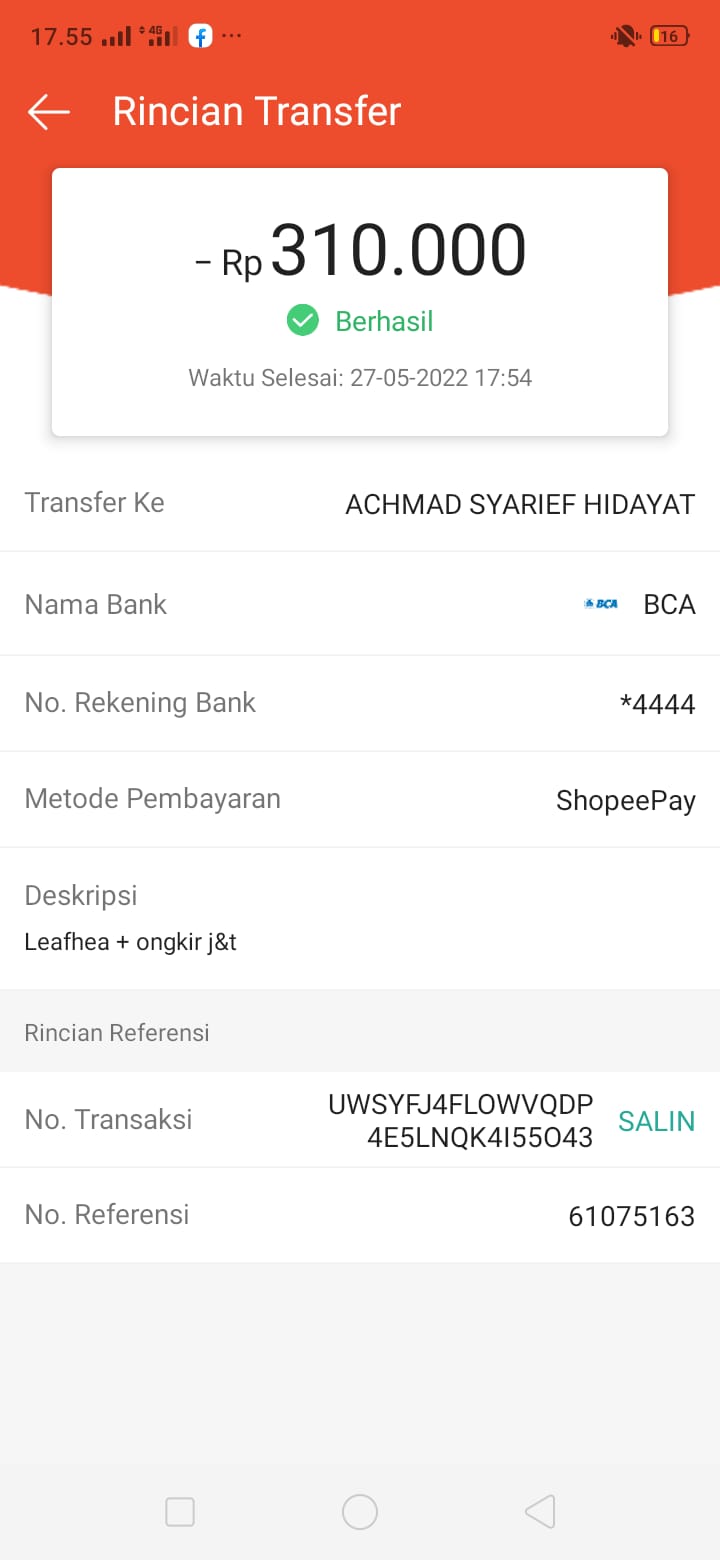 17.55 4G 16
Rincian Transfer
- Rp 310.000
Berhasil
Waktu Selesai: 27-05-2022 17:54
Transfer Ke ACHMAD SYARIEF HIDAYAT
Nama Bank BCA BCA
No. Rekening Bank *4444
Metode Pembayaran ShopeePay
Deskripsi
Leafhea + ongkir j&t
Rincian Referensi
No. Transaksi UWSYFJ4FLOWVQDP
4E5LNQK4I55O43 SALIN
No. Referensi 61075163